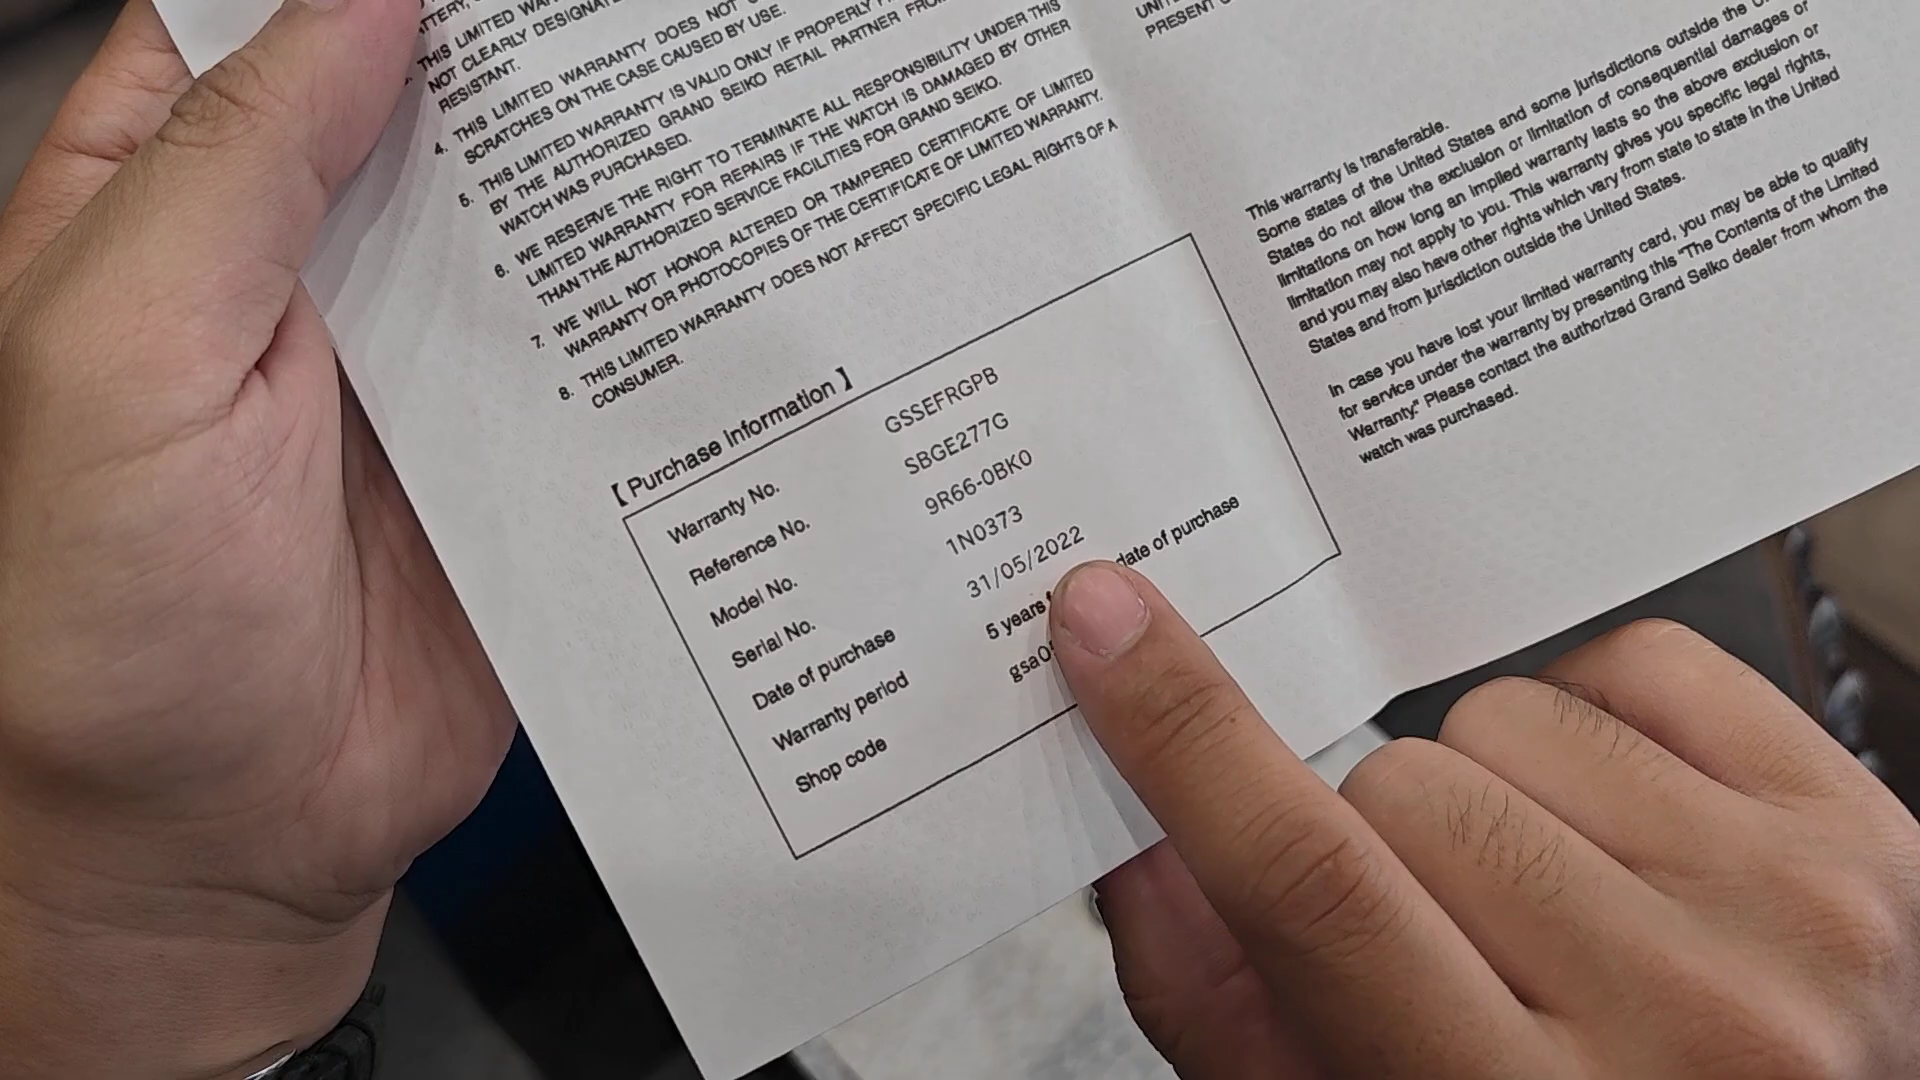 TTERY,
THIS LIMITED
NOT CLEARLY DESIGNATE
RESISTANT.
4. THIS LIMITED WARRANTY DOES NOT
SCRATCHES ON THE CASE CAUSED BY USE.
5. THIS LIMITED WARRANTY IS VALID ONLY IF PROPERLY
BY THE AUTHORIZED GRAND SEIKO RETAIL PARTNER FROM
WATCH WAS PURCHASED.
6. WE RESERVE THE RIGHT TO TERMINATE ALL RESPONSIBILITY UNDER THIS
LIMITED WARRANTY FOR REPAIRS IF THE WATCH IS DAMAGED BY OTHER
THAN THE AUTHORIZED SERVICE FACILITIES FOR GRAND SEIKO.
7. WE WILL NOT HONOR ALTERED OR TAMPERED CERTIFICATE OF LIMITED
WARRANTY OR PHOTOCOPIES OF THE CERTIFICATE OF LIMITED WARRANTY.
8. THIS LIMITED WARRANTY DOES NOT AFFECT SPECIFIC LEGAL RIGHTS OF A
CONSUMER.
【 Purchase Information 】
Warranty No. GSSEFRGPB
Reference No. SBGE277G
Model No. 9R66-0BK0
Serial No. 1N0373
Date of purchase 31/05/2022
Warranty period 5 years date of purchase
Shop code gsa0
PRESENT
This warranty is transferable.
Some states of the United States and some jurisdictions outside the
States do not allow the exclusion or limitation of consequential damages or
limitations on how long an implied warranty lasts so the above exclusion or
limitation may not apply to you. This warranty gives you specific legal rights,
and you may also have other rights which vary from state to state in the United
States and from jurisdiction outside the United States.
In case you have lost your limited warranty card, you may be able to qualify
for service under the warranty by presenting this "The Contents of the Limited
Warranty." Please contact the authorized Grand Seiko dealer from whom the
watch was purchased.